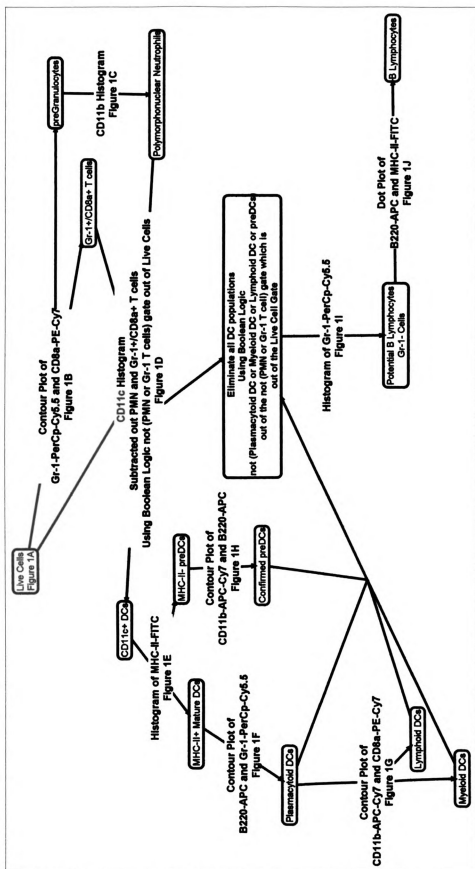 Live Cells
Figure 1A
Contour Plot of
Gr-1-PerCp-Cy5.5 and CD8a-PE-Cy7
Figure 1B
preGranulocytes
CD11b Histogram
Figure 1C
Gr-1+/CD8a+ T cells
Polymorphonuclear Neutrophils
CD11c Histogram
Subtracted out PMN and Gr-1+/CD8a+ T cells
Using Boolean Logic not (PMN or Gr-1 T cells) gate out of Live Cells
Figure 1D
CD11c+ DCs
Histogram of MHC-II-FITC
Figure 1E
MHC-II+ Mature DCs
MHC-II- preDCs
Contour Plot of
B220-APC and Gr-1-PerCp-Cy5.5
Figure 1F
Contour Plot of
CD11b-APC-Cy7 and B220-APC
Figure 1H
Plasmacytoid DCs
Confirmed preDCs
Contour Plot of
CD11b-APC-Cy7 and CD8a-PE-Cy7
Figure 1G
Lymphoid DCs
Myeloid DCs
Eliminate all DC populations
Using Boolean Logic
not (Plasmacytoid DC or Myeloid DC or Lymphoid DC or preDCs)
out of the not (PMN or Gr-1 T cell) gate which is
out of the Live Cell Gate
Histogram of Gr-1-PerCp-Cy5.5
Figure 1I
Potential B Lymphocytes
Gr-1- Cells
Dot Plot of
B220-APC and MHC-II-FITC
Figure 1J
B Lymphocytes